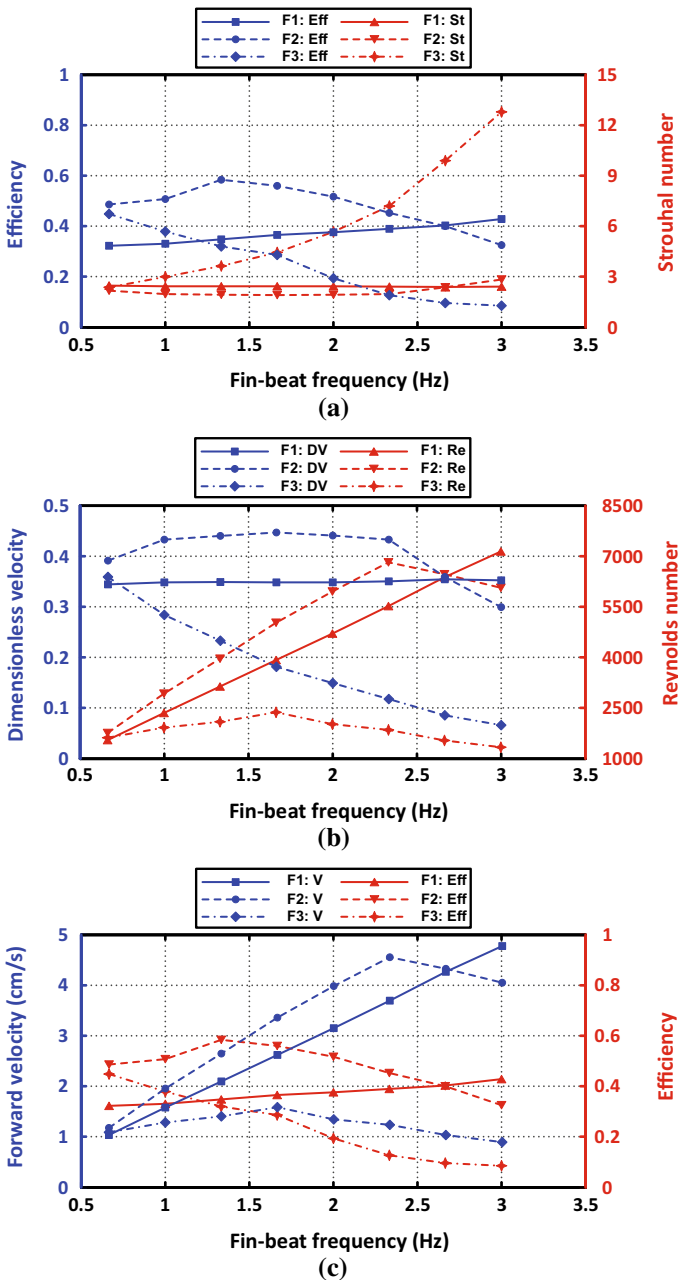 F1: Eff F1: St
F2: Eff F2: St
F3: Eff F3: St
1 15
0.8 12
0.6 9
0.4 6
0.2 3
0 0
Efficiency
Strouhal number
0.5 1 1.5 2 2.5 3 3.5
Fin-beat frequency (Hz)
(a)
F1: DV F1: Re
F2: DV F2: Re
F3: DV F3: Re
0.5 8500
0.4 7000
0.3 5500
0.2 4000
0.1 2500
0 1000
Dimensionless velocity
Reynolds number
0.5 1 1.5 2 2.5 3 3.5
Fin-beat frequency (Hz)
(b)
F1: V F1: Eff
F2: V F2: Eff
F3: V F3: Eff
5 1
4 0.8
3 0.6
2 0.4
1 0.2
0 0
Forward velocity (cm/s)
Efficiency
0.5 1 1.5 2 2.5 3 3.5
Fin-beat frequency (Hz)
(c)